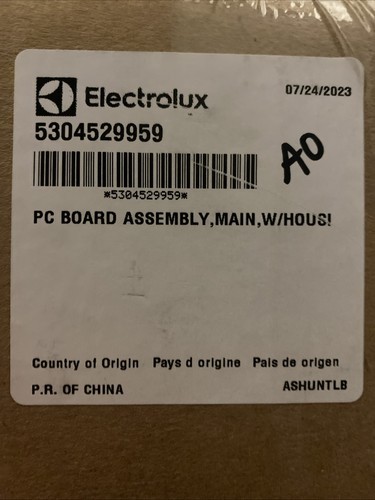 Electrolux
07/24/2023
5304529959
A0
*5304529959*
PC BOARD ASSEMBLY,MAIN,W/HOUS!
Country of Origin Pays d origine Pais de origen
P.R. OF CHINA
ASHUNTLB